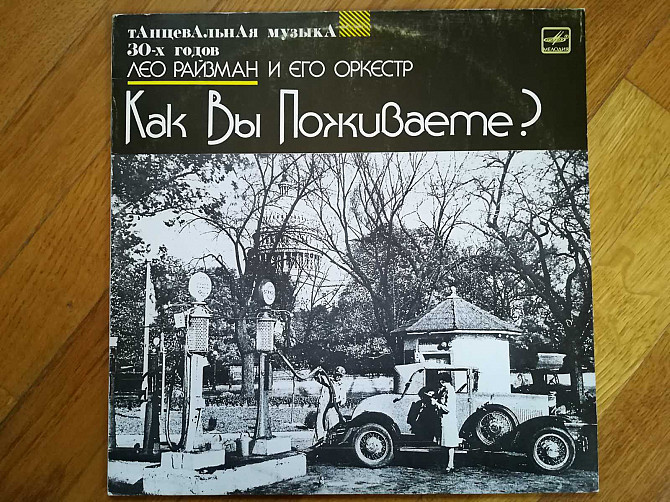 тАнцевАльнАя музыкА
30-х годов
ЛЕО РАЙЗМАН И ЕГО ОРКЕСТР
Как Вы Поживаете?
МЕЛОДИЯ